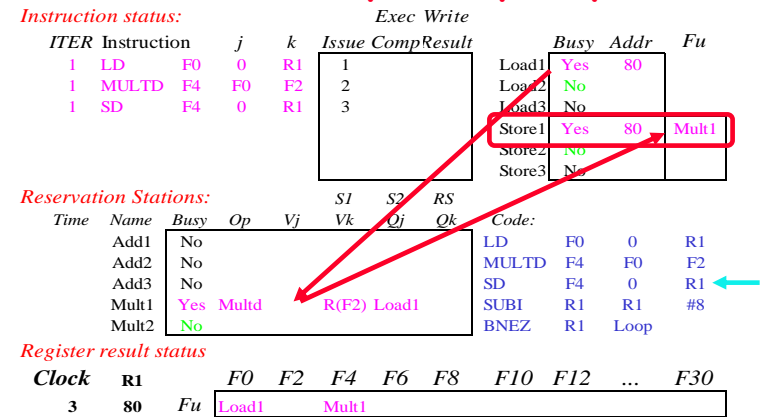 Instruction status: Exec Write
ITER Instruction j k Issue Comp Result Busy Addr Fu
1 LD F0 0 R1 1 Load1 Yes 80
1 MULTD F4 F0 F2 2 Load2 No
1 SD F4 0 R1 3 Load3 No
Store1 Yes 80 Mult1
Store2 No
Store3 No
Reservation Stations: S1 S2 RS
Time Name Busy Op Vj Vk Qj Qk Code:
Add1 No LD F0 0 R1
Add2 No MULTD F4 F0 F2
Add3 No SD F4 0 R1
Mult1 Yes Multd R(F2) Load1 SUBI R1 R1 #8
Mult2 No BNEZ R1 Loop
Register result status
Clock R1 F0 F2 F4 F6 F8 F10 F12 ... F30
3 80 Fu Load1 Mult1